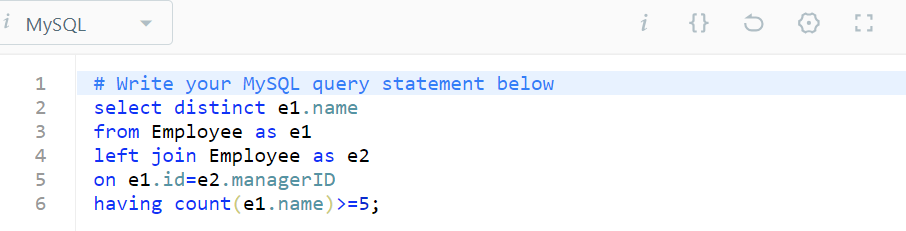 i MySQL i {}
1 # Write your MySQL query statement below
2 select distinct e1.name
3 from Employee as e1
4 left join Employee as e2
5 on e1.id=e2.managerID
6 having count(e1.name)>=5;